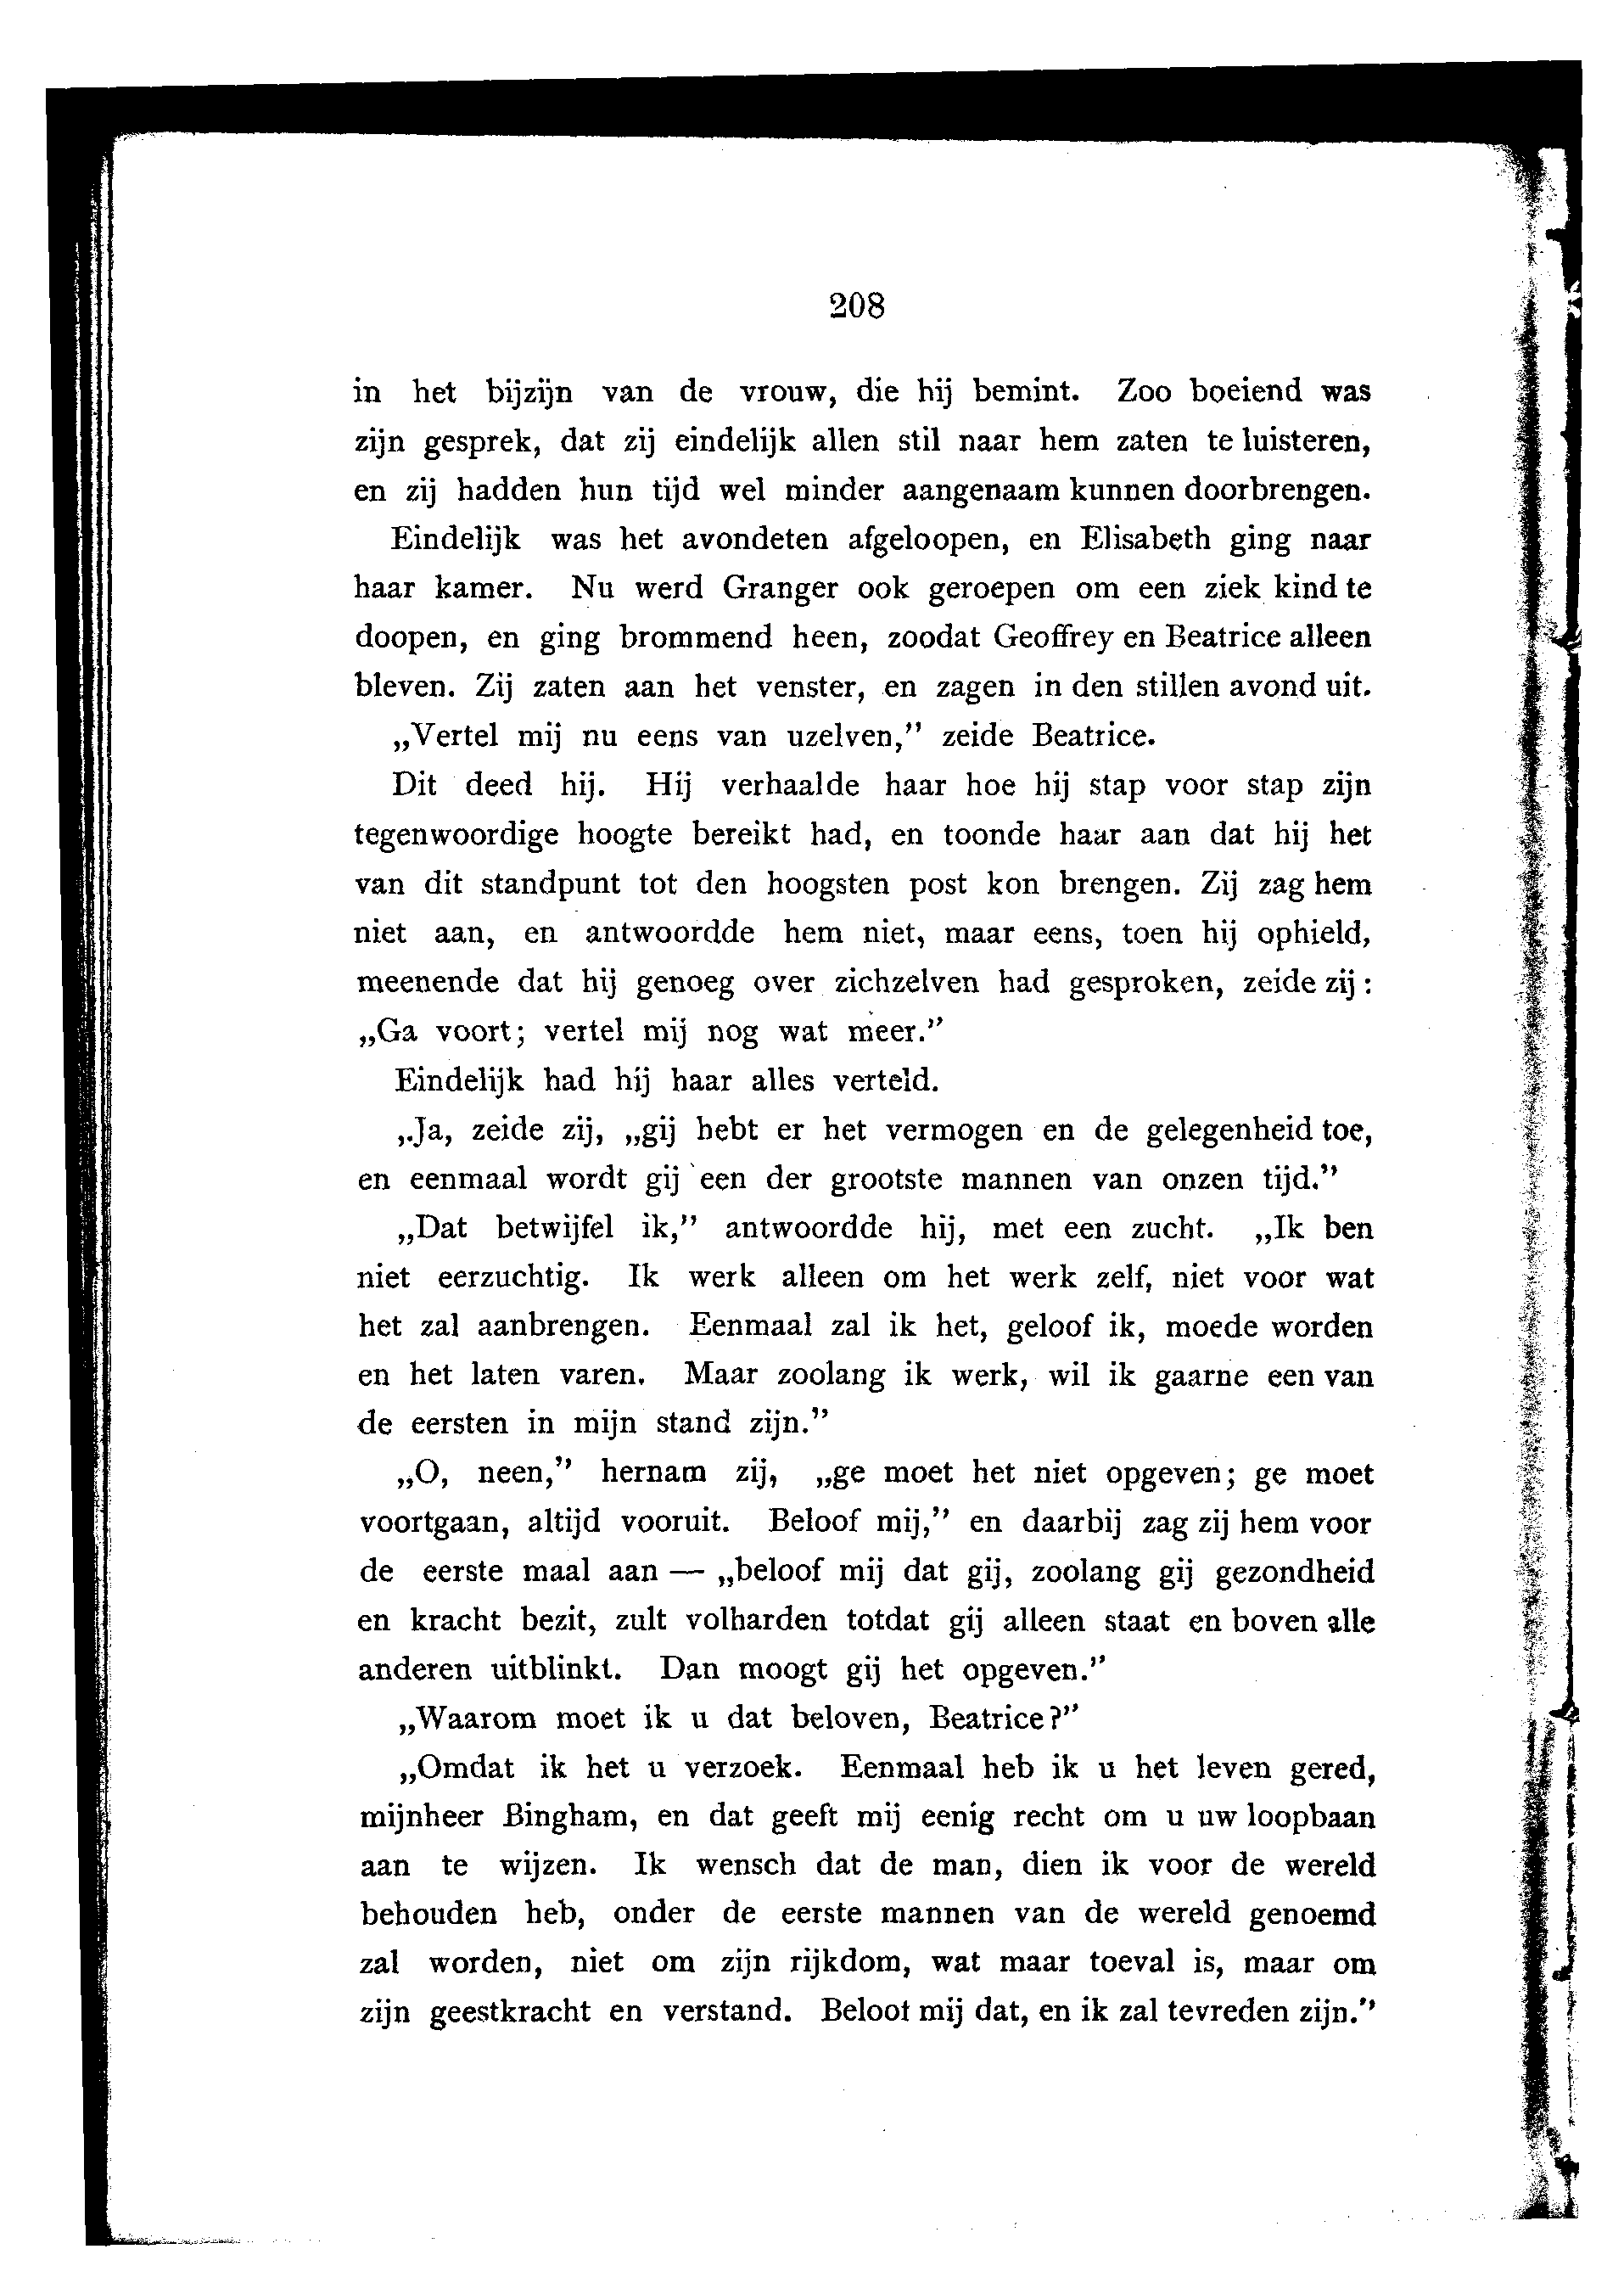 208
in het bijzijn van de vrouw, die hij bemint. Zoo boeiend was
zijn gesprek, dat zij eindelijk allen stil naar hem zaten te luisteren,
en zij hadden hun tijd wel minder aangenaam kunnen doorbrengen.
Eindelijk was het avondeten afgeloopen, en Elisabeth ging naar
haar kamer. Nu werd Granger ook geroepen om een ziek kind te
doopen, en ging brommend heen, zoodat Geoffrey en Beatrice alleen
bleven. Zij zaten aan het venster, en zagen in den stillen avond uit.
„Vertel mij nu eens van uzelven,” zeide Beatrice.
Dit deed hij. Hij verhaalde haar hoe hij stap voor stap zijn
tegenwoordige hoogte bereikt had, en toonde haar aan dat hij het
van dit standpunt tot den hoogsten post kon brengen. Zij zag hem
niet aan, en antwoordde hem niet, maar eens, toen hij ophield,
meenende dat hij genoeg over zichzelven had gesproken, zeide zij:
„Ga voort; vertel mij nog wat meer.”
Eindelijk had hij haar alles verteld.
„Ja, zeide zij, „gij hebt er het vermogen en de gelegenheid toe,
en eenmaal wordt gij een der grootste mannen van onzen tijd.”
„Dat betwijfel ik,” antwoordde hij, met een zucht. „Ik ben
niet eerzuchtig. Ik werk alleen om het werk zelf, niet voor wat
het zal aanbrengen. Eenmaal zal ik het, geloof ik, moede worden
en het laten varen. Maar zoolang ik werk, wil ik gaarne een van
de eersten in mijn stand zijn.”
„O, neen,” hernam zij, „ge moet het niet opgeven; ge moet
voortgaan, altijd vooruit. Beloof mij,” en daarbij zag zij hem voor
de eerste maal aan — „beloof mij dat gij, zoolang gij gezondheid
en kracht bezit, zult volharden totdat gij alleen staat en boven alle
anderen uitblinkt. Dan moogt gij het opgeven.”
„Waarom moet ik u dat beloven, Beatrice?”
„Omdat ik het u verzoek. Eenmaal heb ik u het leven gered,
mijnheer Bingham, en dat geeft mij eenig recht om u uw loopbaan
aan te wijzen. Ik wensch dat de man, dien ik voor de wereld
behouden heb, onder de eerste mannen van de wereld genoemd
zal worden, niet om zijn rijkdom, wat maar toeval is, maar om
zijn geestkracht en verstand. Beloof mij dat, en ik zal tevreden zijn.”